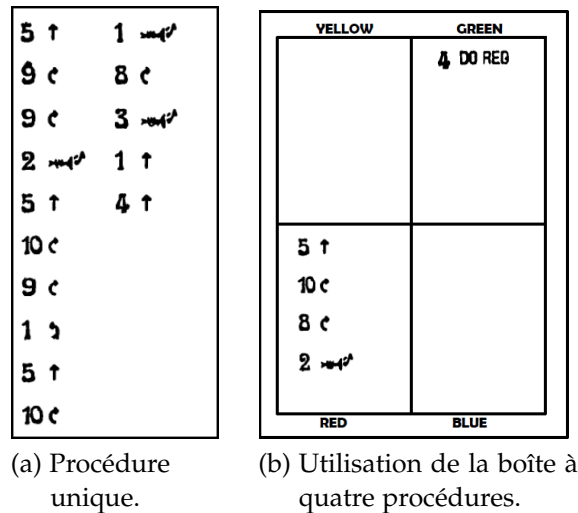 5 ↑
9
9
2
5 ↑
10
9
1
5 ↑
10
1
8
3
1 ↑
4 ↑
(a) Procédure
unique.
YELLOW GREEN
4 DO RED
5 ↑
10
8
2
RED BLUE
(b) Utilisation de la boîte à
quatre procédures.